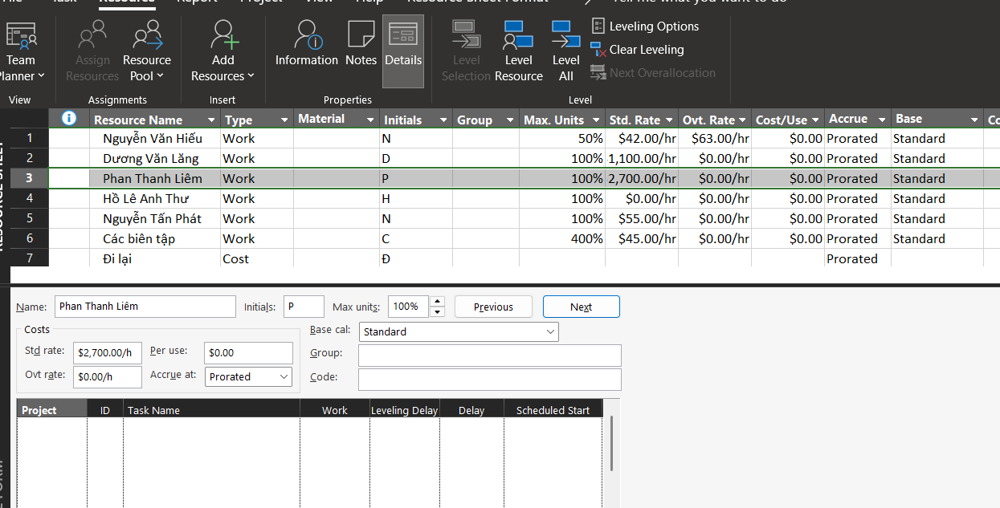 File Task Resource Report Project View Help Resource Sheet Format Tell me what you want to do
Team Planner
Assign Resources
Resource Pool
Add Resources
Information
Notes
Details
Level Selection
Level Resource
Level All
Leveling Options
Clear Leveling
Next Overallocation
View Assignments Insert Properties Level
Resource Name Type Material Initials Group Max. Units Std. Rate Ovt. Rate Cost/Use Accrue Base
1 Nguyễn Văn Hiếu Work N 50% $42.00/hr $63.00/hr $0.00 Prorated Standard
2 Dương Văn Lăng Work D 100% 1,100.00/hr $0.00/hr $0.00 Prorated Standard
3 Phan Thanh Liêm Work P 100% 2,700.00/hr $0.00/hr $0.00 Prorated Standard
4 Hồ Lê Anh Thư Work H 100% $0.00/hr $0.00/hr $0.00 Prorated Standard
5 Nguyễn Tấn Phát Work N 100% $55.00/hr $0.00/hr $0.00 Prorated Standard
6 Các biên tập Work C 400% $45.00/hr $0.00/hr $0.00 Prorated Standard
7 Đi lại Cost Đ Prorated
Name: Phan Thanh Liêm Initials: P Max units: 100% Previous Next
Costs
Std rate: $2,700.00/h Per use: $0.00
Ovt rate: $0.00/h Accrue at: Prorated
Base cal: Standard
Group:
Code:
Project ID Task Name Work Leveling Delay Delay Scheduled Start